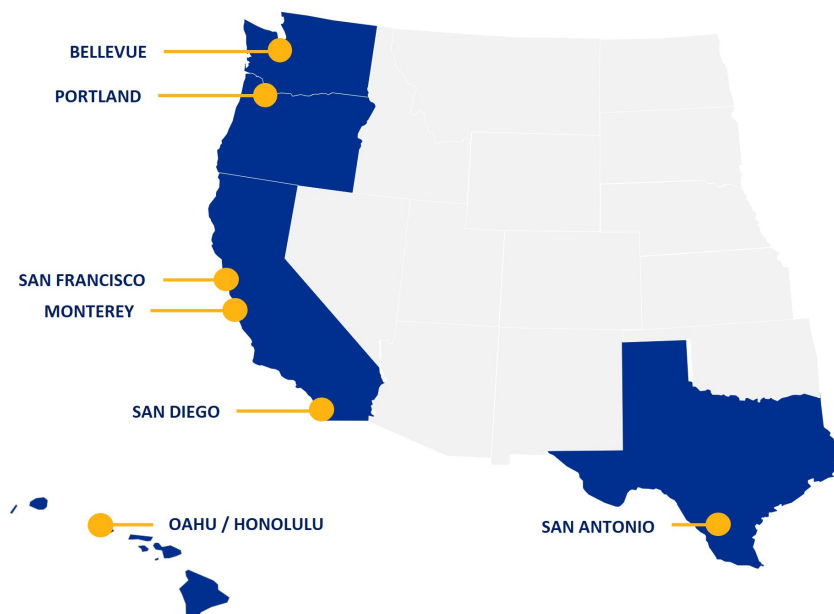 BELLEVUE
PORTLAND
SAN FRANCISCO
MONTEREY
SAN DIEGO
OAHU / HONOLULU
SAN ANTONIO